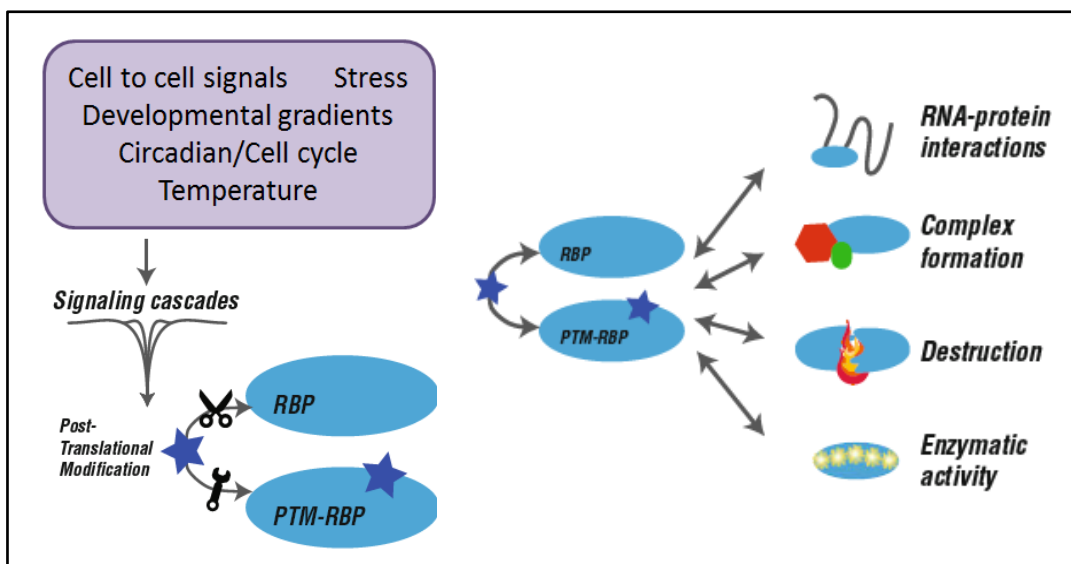 Cell to cell signals Stress
Developmental gradients
Circadian/Cell cycle
Temperature
Signaling cascades
Post-
Translational
Modification
RBP
PTM-RBP
RBP
PTM-RBP
RNA-protein
interactions
Complex
formation
Destruction
Enzymatic
activity